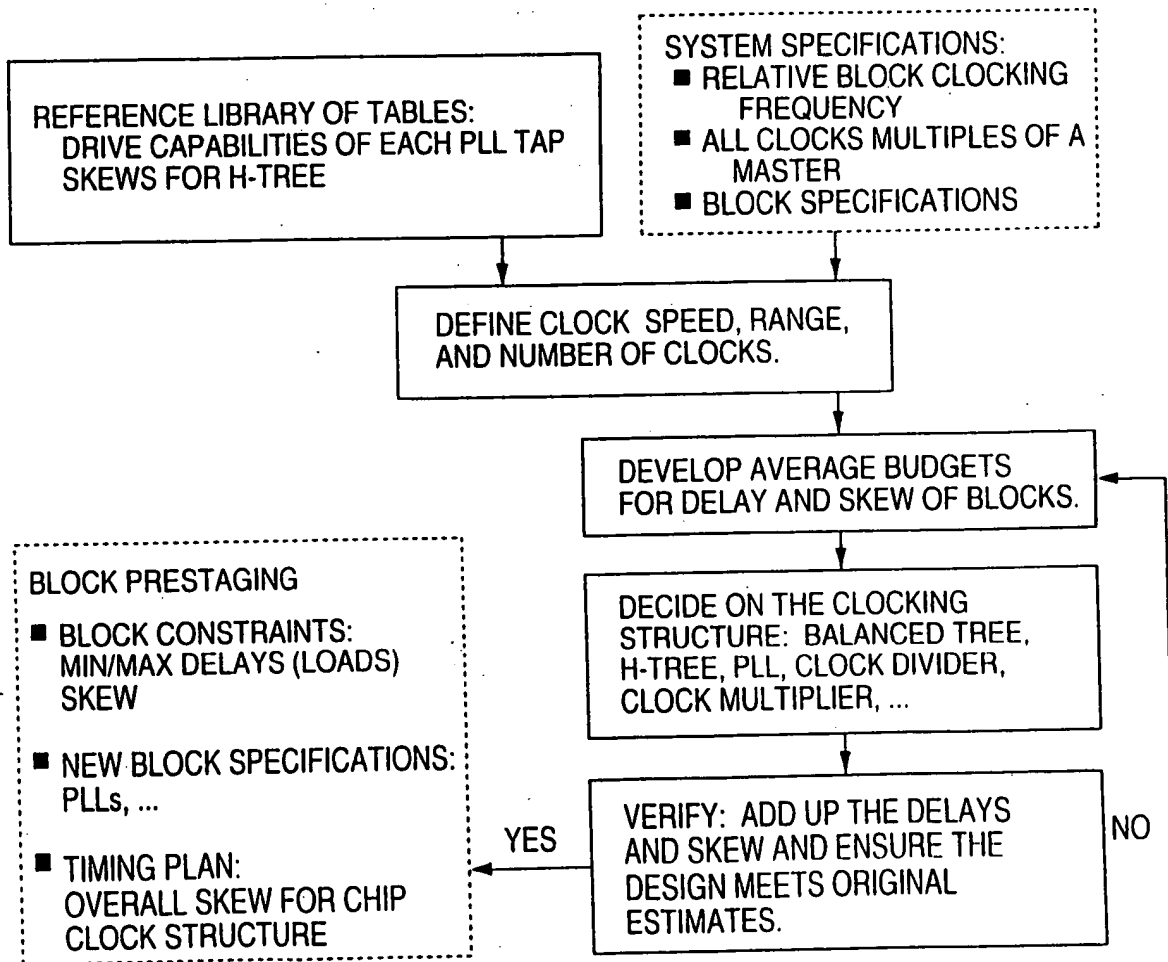 REFERENCE LIBRARY OF TABLES:
DRIVE CAPABILITIES OF EACH PLL TAP
SKEWS FOR H-TREE
SYSTEM SPECIFICATIONS:
■ RELATIVE BLOCK CLOCKING
FREQUENCY
■ ALL CLOCKS MULTIPLES OF A
MASTER
■ BLOCK SPECIFICATIONS
DEFINE CLOCK SPEED, RANGE,
AND NUMBER OF CLOCKS.
DEVELOP AVERAGE BUDGETS
FOR DELAY AND SKEW OF BLOCKS.
DECIDE ON THE CLOCKING
STRUCTURE: BALANCED TREE,
H-TREE, PLL, CLOCK DIVIDER,
CLOCK MULTIPLIER, ...
VERIFY: ADD UP THE DELAYS
AND SKEW AND ENSURE THE
DESIGN MEETS ORIGINAL
ESTIMATES.
NO
YES
BLOCK PRESTAGING
■ BLOCK CONSTRAINTS:
MIN/MAX DELAYS (LOADS)
SKEW
■ NEW BLOCK SPECIFICATIONS:
PLLs, ...
■ TIMING PLAN:
OVERALL SKEW FOR CHIP
CLOCK STRUCTURE